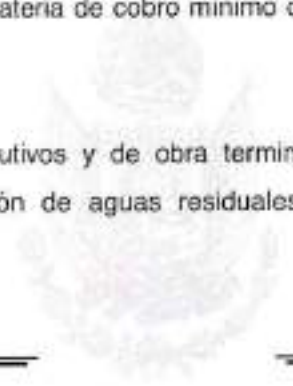 ateria de cobro mínimo
utivos y de obra termin
ón de aguas residuales